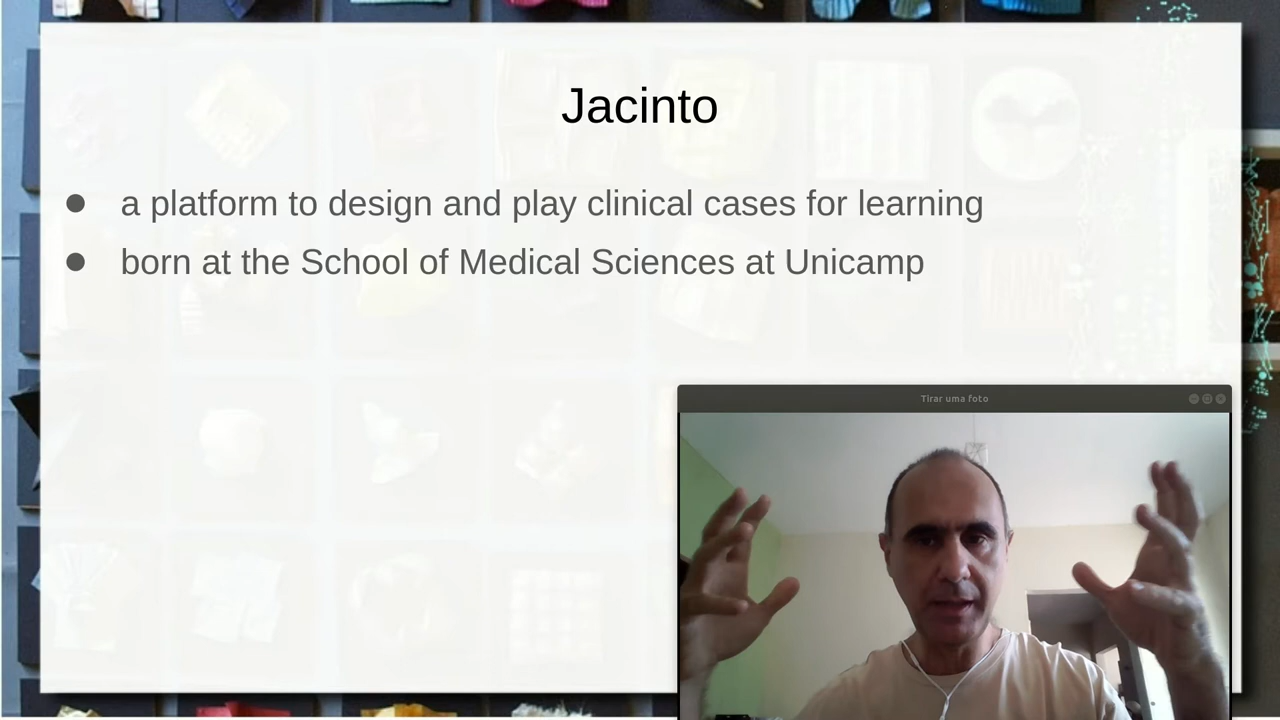 Jacinto
● a platform to design and play clinical cases for learning
● born at the School of Medical Sciences at Unicamp
Tirar uma foto